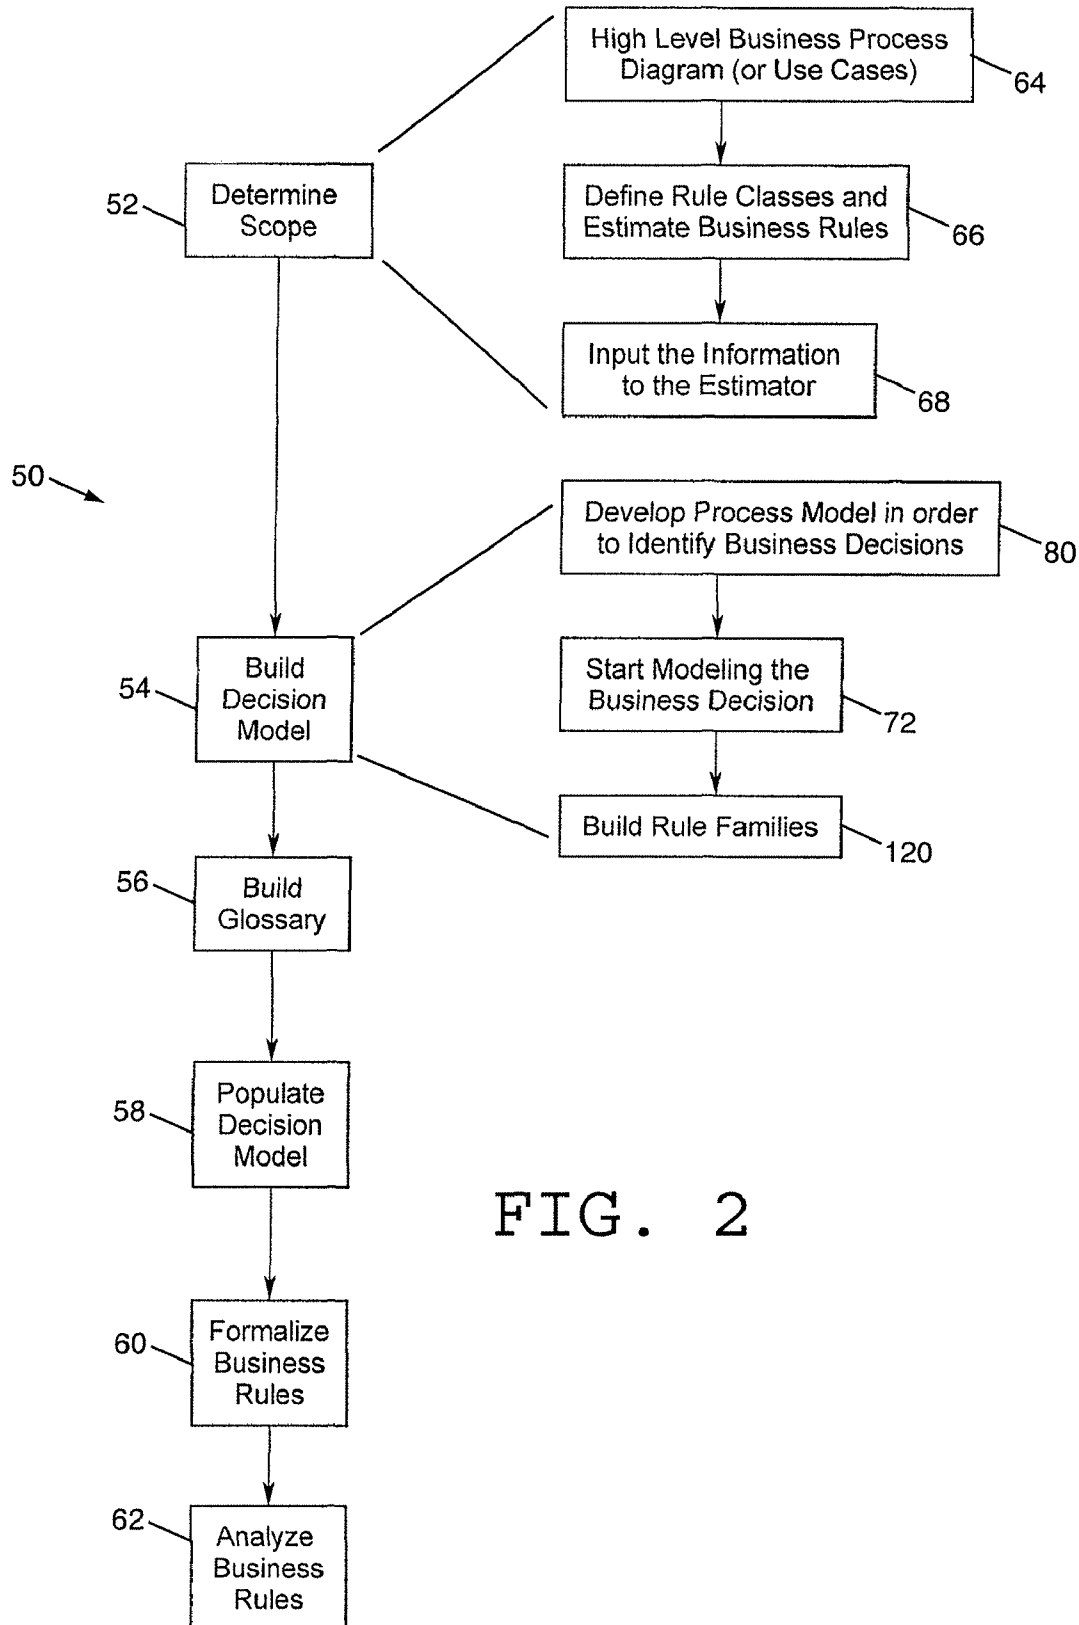 High Level Business Process
Diagram (or Use Cases)
64
52
Determine
Scope
Define Rule Classes and
Estimate Business Rules
66
Input the Information
to the Estimator
68
50
Develop Process Model in order
to Identify Business Decisions
80
54
Build
Decision
Model
Start Modeling the
Business Decision
72
Build Rule Families
120
56
Build
Glossary
58
Populate
Decision
Model
FIG. 2
60
Formalize
Business
Rules
62
Analyze
Business
Rules